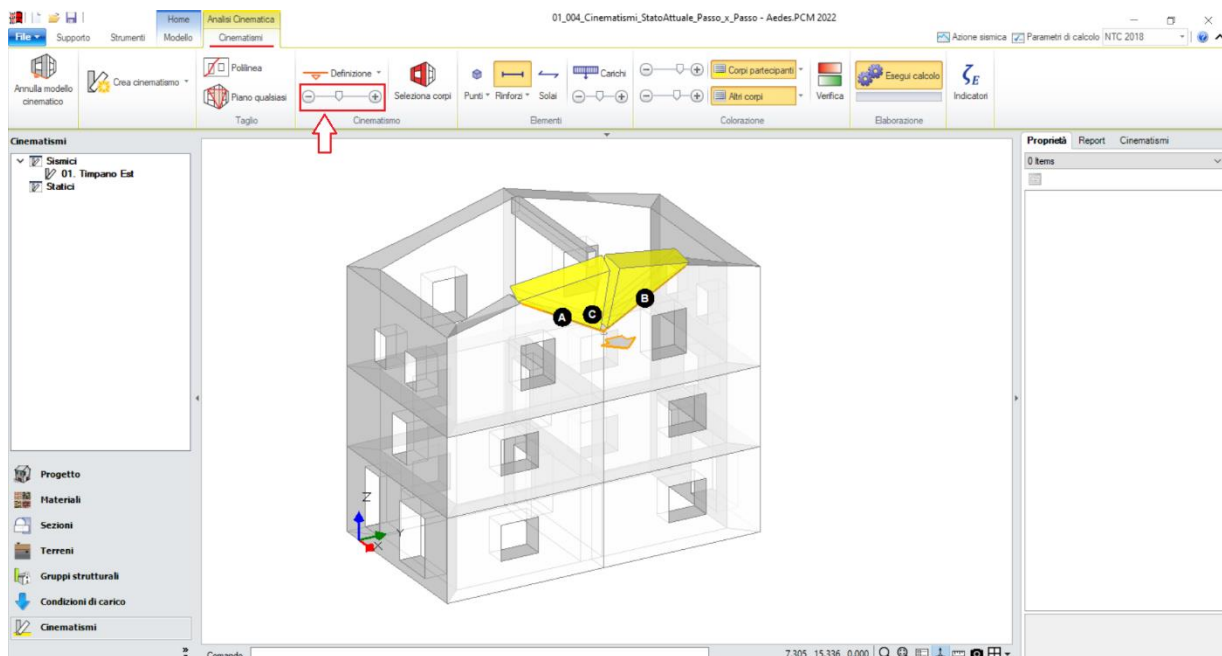 Home
Analisi Cinematica
01_004_Cinematismi_StatoAttuale_Passo_x_Passo - Aedes.PCM 2022
File
Supporto
Strumenti
Modello
Cinematismi
Azione sismica
Parametri di calcolo
NTC 2018
Annulla modello
cinematico
Crea cinematismo
Polilinea
Piano qualsiasi
Taglio
Definizione
Seleziona corpi
Cinematismo
Punti
Rinforzi
Solai
Carichi
Elementi
Corpi partecipanti
Altri corpi
Colorazione
Verifica
Esegui calcolo
Elaborazione
ζE
Indicatori
Cinematismi
Sismici
01. Timpano Est
Statici
Progetto
Materiali
Sezioni
Terreni
Gruppi strutturali
Condizioni di carico
Cinematismi
A
C
B
Z
Y
X
Proprietà
Report
Cinematismi
0 Items
Comando
7.305 15.336 0.000